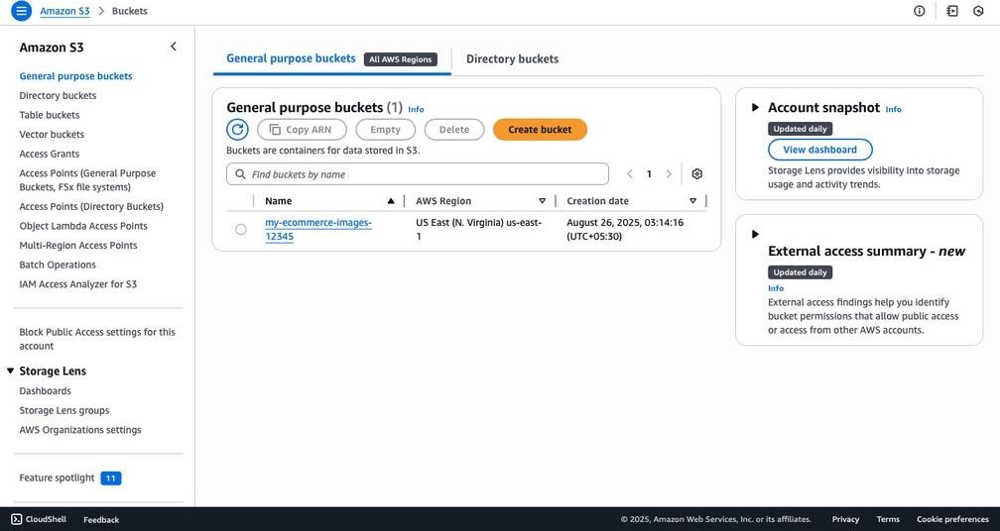 Amazon S3 > Buckets
Amazon S3
General purpose buckets
Directory buckets
Table buckets
Vector buckets
Access Grants
Access Points (General Purpose
Buckets, FSx file systems)
Access Points (Directory Buckets)
Object Lambda Access Points
Multi-Region Access Points
Batch Operations
IAM Access Analyzer for S3
Block Public Access settings for this
account
Storage Lens
Dashboards
Storage Lens groups
AWS Organizations settings
Feature spotlight 11
General purpose buckets All AWS Regions Directory buckets
General purpose buckets (1) Info
Copy ARN Empty Delete Create bucket
Buckets are containers for data stored in S3.
Find buckets by name 1
Name AWS Region Creation date
my-ecommerce-images- US East (N. Virginia) us-east- August 26, 2025, 03:14:16
12345 1 (UTC+05:30)
Account snapshot Info
Updated daily
View dashboard
Storage Lens provides visibility into storage
usage and activity trends.
External access summary - new
Updated daily
Info
External access findings help you identify
bucket permissions that allow public access
or access from other AWS accounts.
CloudShell Feedback © 2025, Amazon Web Services, Inc. or its affiliates. Privacy Terms Cookie preferences